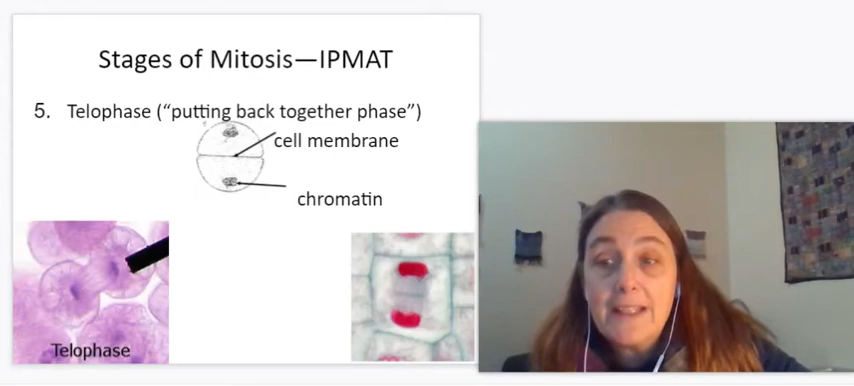 Stages of Mitosis—IPMAT
5. Telophase (“putting back together phase”)
cell membrane
chromatin
Telophase